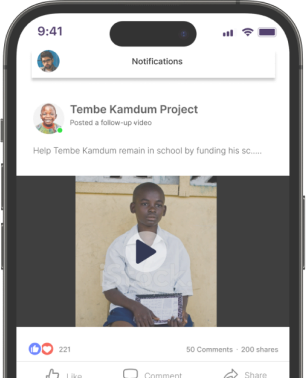 9:41
Notifications
Tembe Kamdum Project
Posted a follow-up video
Help Tembe Kamdum remain in school by funding his sc.....
221
50 Comments · 200 shares
Like
Comment
Share